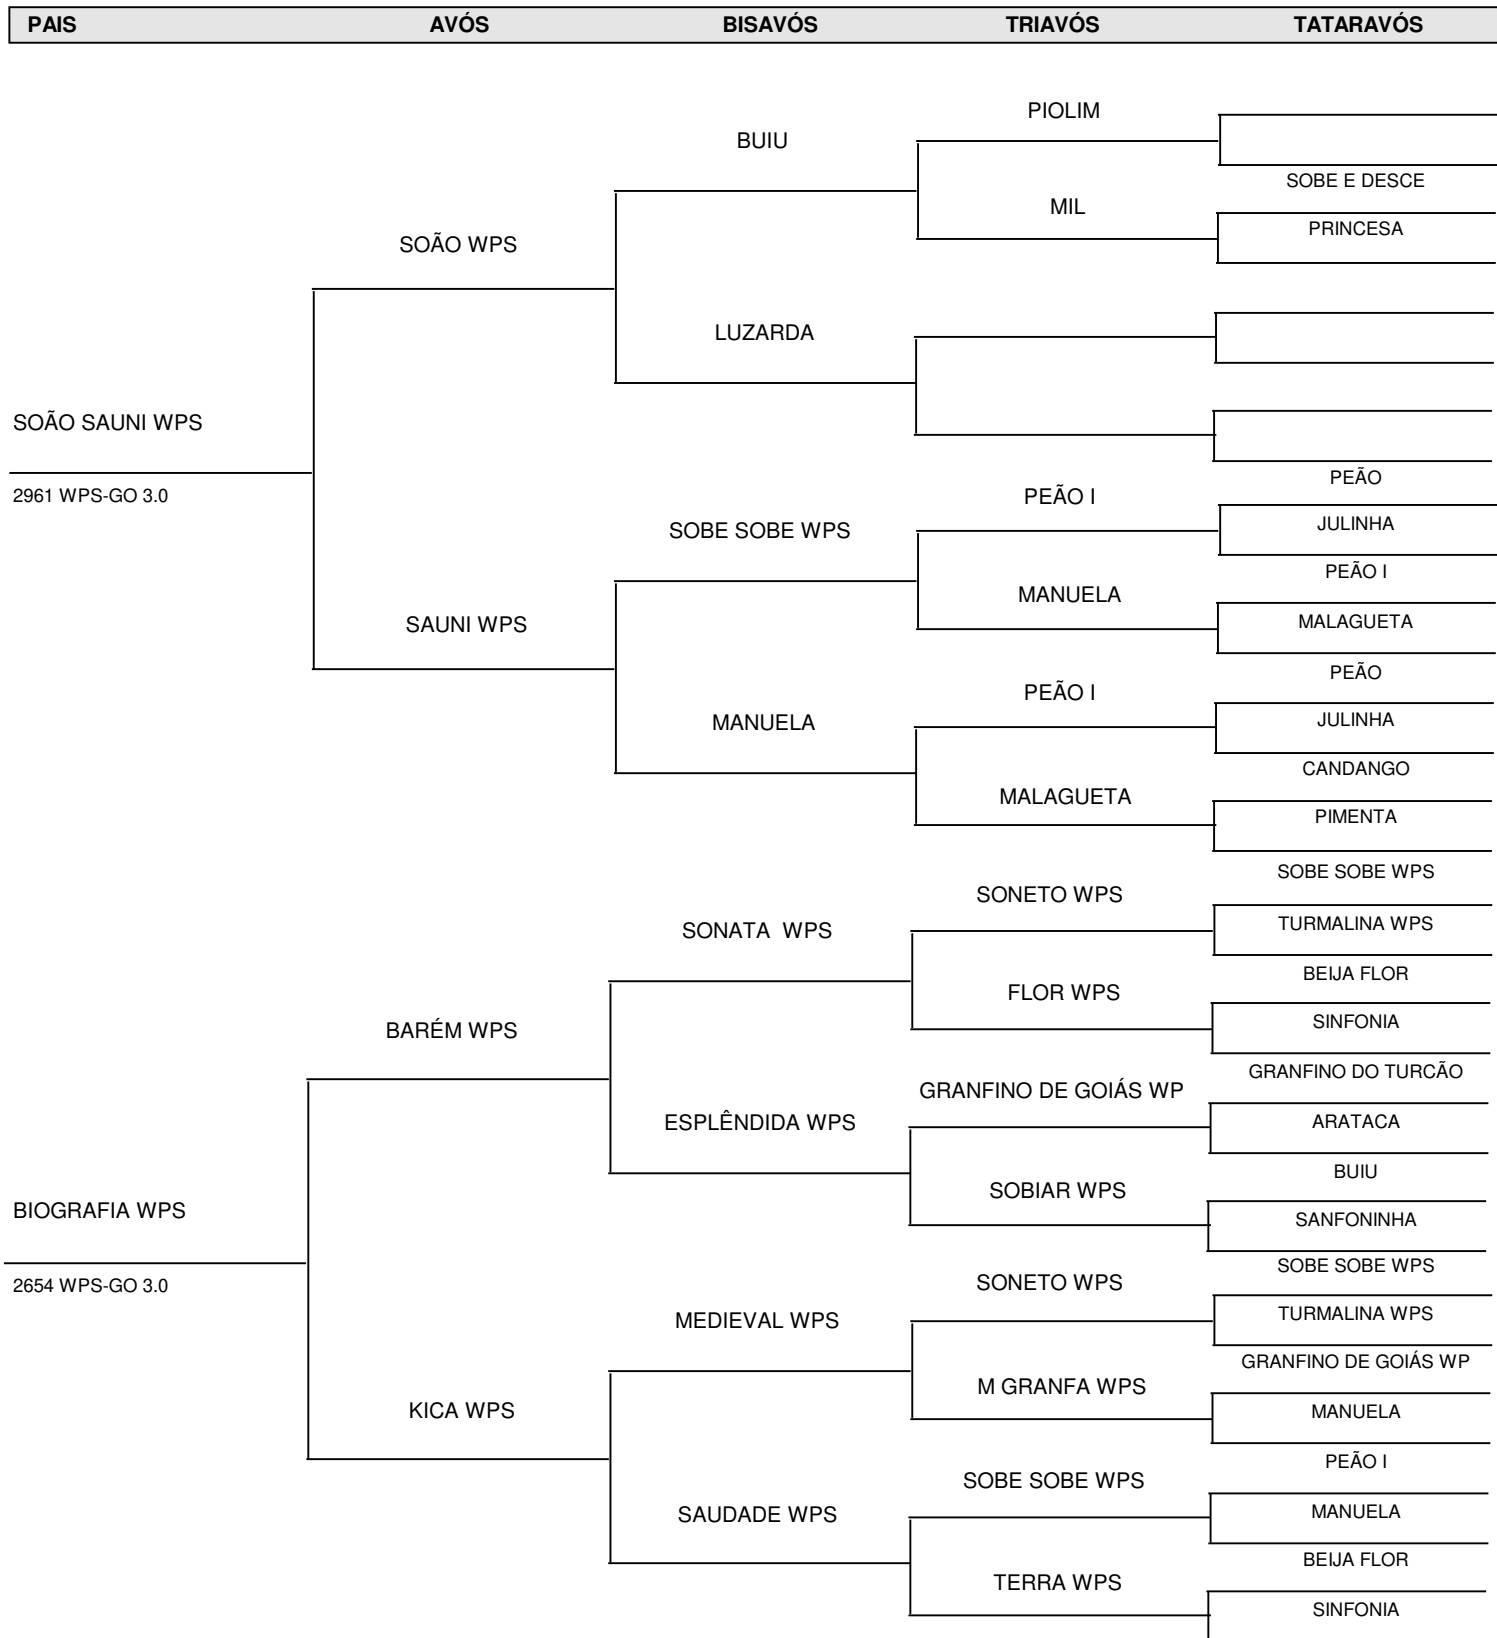 PAIS AVÓS BISAVÓS TRIAVÓS TATARAVÓS
PIOLIM
BUIU
SOBE E DESCE
MIL
PRINCESA
SOÃO WPS
LUZARDA
SOÃO SAUNI WPS
PEÃO
2961 WPS-GO 3.0
PEÃO I
JULINHA
SOBE SOBE WPS
PEÃO I
MANUELA
SAUNI WPS
MALAGUETA
PEÃO
PEÃO I
JULINHA
MANUELA
CANDANGO
MALAGUETA
PIMENTA
SOBE SOBE WPS
SONETO WPS
TURMALINA WPS
SONATA  WPS
BEIJA FLOR
FLOR WPS
SINFONIA
BARÉM WPS
GRANFINO DO TURCÃO
GRANFINO DE GOIÁS WP
ESPLÊNDIDA WPS
ARATACA
BUIU
SOBIAR WPS
BIOGRAFIA WPS
SANFONINHA
SOBE SOBE WPS
2654 WPS-GO 3.0
SONETO WPS
TURMALINA WPS
MEDIEVAL WPS
GRANFINO DE GOIÁS WP
M GRANFA WPS
KICA WPS
MANUELA
PEÃO I
SOBE SOBE WPS
MANUELA
SAUDADE WPS
BEIJA FLOR
TERRA WPS
SINFONIA